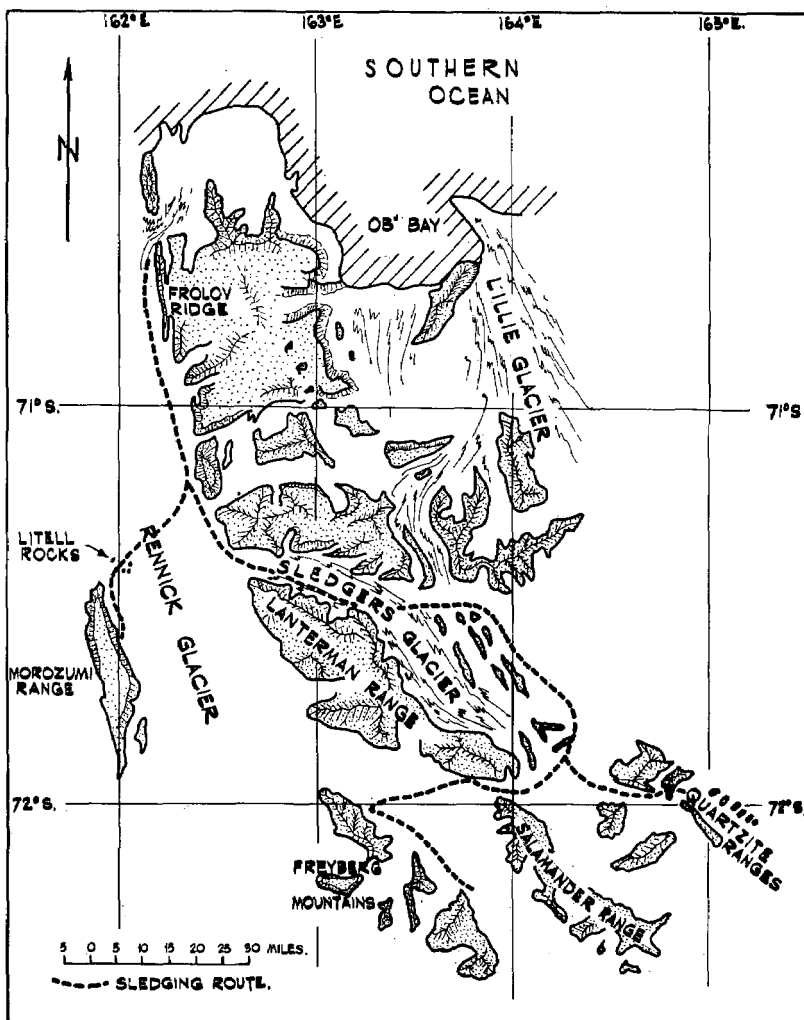 162°E.
163°E
164°E
165°E.
SOUTHERN
OCEAN
N
OB' BAY
FROLOV
RIDGE
LILLIE GLACIER
71°S.
71°S
LITELL
ROCKS
RENNICK GLACIER
SLEDGERS GLACIER
LANTERMAN RANGE
MOROZUMI
RANGE
72°S.
72°S.
QUARTZITE
RANGES
SALAMANDER RANGE
FREYBERG
MOUNTAINS
5 0 5 10 15 20 25 30 MILES.
SLEDGING ROUTE.